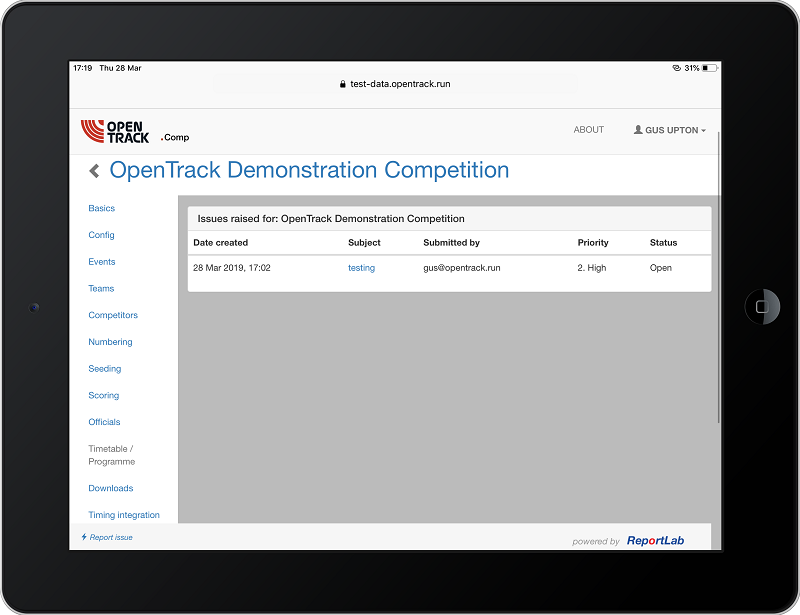 17:19 Thu 28 Mar
31%
test-data.opentrack.run
OPEN
TRACK .Comp
ABOUT
GUS UPTON
OpenTrack Demonstration Competition
Basics
Config
Events
Teams
Competitors
Numbering
Seeding
Scoring
Officials
Timetable /
Programme
Downloads
Timing integration
Issues raised for: OpenTrack Demonstration Competition
Date created Subject Submitted by Priority Status
28 Mar 2019, 17:02 testing gus@opentrack.run 2. High Open
Report issue
powered by ReportLab